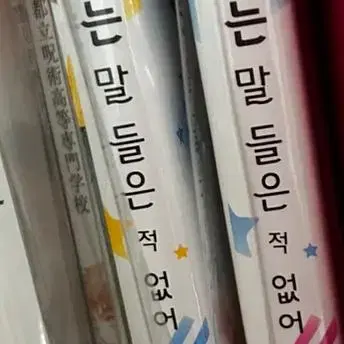 都立呪術高等専門学校
는 말 들은 적 없어
는 말 들은 적 없어